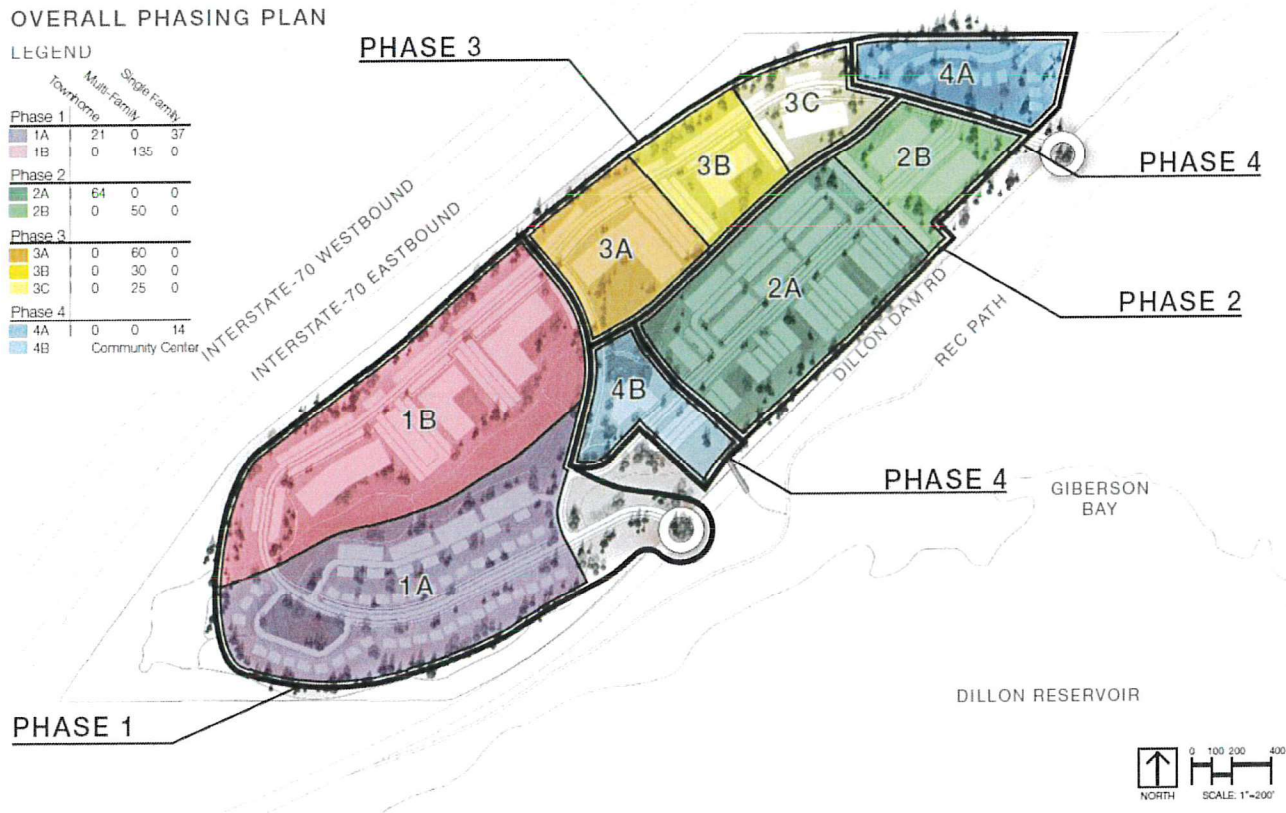 OVERALL PHASING PLAN
LEGEND
Townhome Multi-Family Single Family
Phase 1
1A 21 0 37
1B 0 135 0
Phase 2
2A 64 0 0
2B 0 50 0
Phase 3
3A 0 60 0
3B 0 30 0
3C 0 25 0
Phase 4
4A 0 0 14
4B Community Center
PHASE 3
4A
3C
3B
2B
PHASE 4
INTERSTATE-70 WESTBOUND
INTERSTATE-70 EASTBOUND
3A
2A
PHASE 2
DILLON DAM RD
REC PATH
4B
1B
PHASE 4
GIBERSON
BAY
1A
DILLON RESERVOIR
PHASE 1
0 100 200 400
NORTH
SCALE: 1"=200'